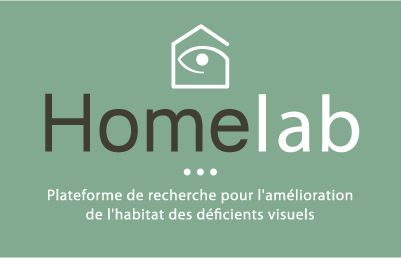 Homelab
Plateforme de recherche pour l'amélioration
de l'habitat des déficients visuels